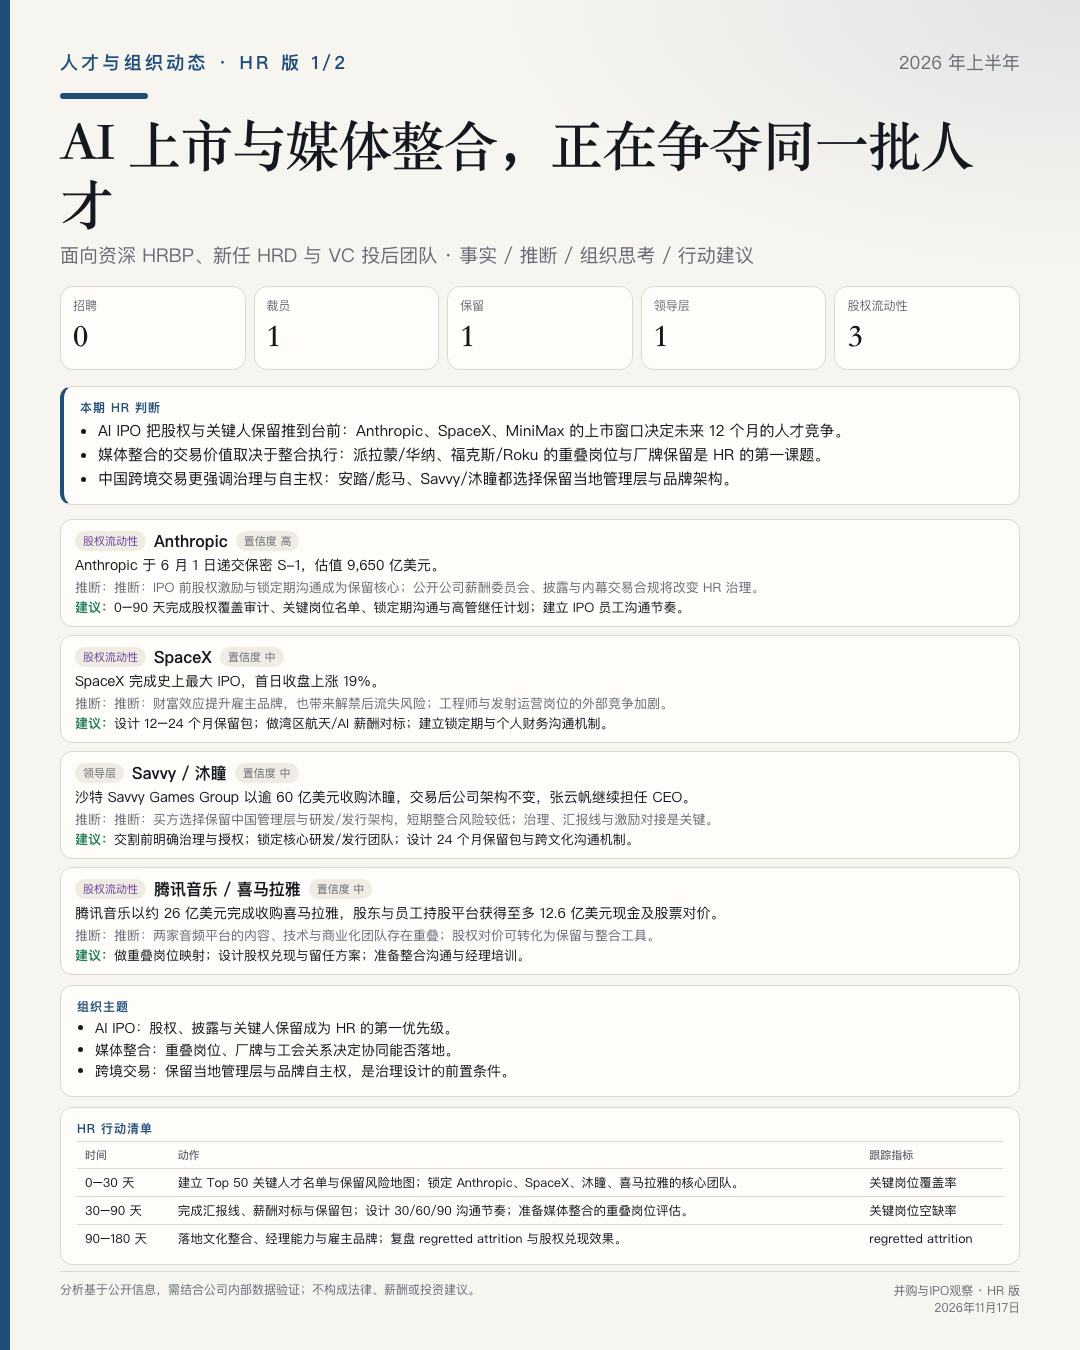 人才与组织动态 · HR 版 1/2
2026 年上半年
AI 上市与媒体整合，正在争夺同一批人
才
面向资深 HRBP、新任 HRD 与 VC 投后团队 · 事实 / 推断 / 组织思考 / 行动建议
招聘
0
裁员
1
保留
1
领导层
1
股权流动性
3
本期 HR 判断
• AI IPO 把股权与关键人保留推到台前：Anthropic、SpaceX、MiniMax 的上市窗口决定未来 12 个月的人才竞争。
• 媒体整合的交易价值取决于整合执行：派拉蒙/华纳、福克斯/Roku 的重叠岗位与厂牌保留是 HR 的第一课题。
• 中国跨境交易更强调治理与自主权：安踏/彪马、Savvy/沐瞳都选择保留当地管理层与品牌架构。
股权流动性 Anthropic 置信度 高
Anthropic 于 6 月 1 日递交保密 S-1，估值 9,650 亿美元。
推断：推断：IPO 前股权激励与锁定期沟通成为保留核心；公开公司薪酬委员会、披露与内幕交易合规将改变 HR 治理。
建议：0—90 天完成股权覆盖审计、关键岗位名单、锁定期沟通与高管继任计划；建立 IPO 员工沟通节奏。
股权流动性 SpaceX 置信度 中
SpaceX 完成史上最大 IPO，首日收盘上涨 19%。
推断：推断：财富效应提升雇主品牌，也带来解禁后流失风险；工程师与发射运营岗位的外部竞争加剧。
建议：设计 12—24 个月保留包；做湾区航天/AI 薪酬对标；建立锁定期与个人财务沟通机制。
领导层 Savvy / 沐瞳 置信度 中
沙特 Savvy Games Group 以逾 60 亿美元收购沐瞳，交易后公司架构不变，张云帆继续担任 CEO。
推断：推断：买方选择保留中国管理层与研发/发行架构，短期整合风险较低；治理、汇报线与激励对接是关键。
建议：交割前明确治理与授权；锁定核心研发/发行团队；设计 24 个月保留包与跨文化沟通机制。
股权流动性 腾讯音乐 / 喜马拉雅 置信度 中
腾讯音乐以约 26 亿美元完成收购喜马拉雅，股东与员工持股平台获得至多 12.6 亿美元现金及股票对价。
推断：推断：两家音频平台的内容、技术与商业化团队存在重叠；股权对价可转化为保留与整合工具。
建议：做重叠岗位映射；设计股权兑现与留任方案；准备整合沟通与经理培训。
组织主题
• AI IPO：股权、披露与关键人保留成为 HR 的第一优先级。
• 媒体整合：重叠岗位、厂牌与工会关系决定协同能否落地。
• 跨境交易：保留当地管理层与品牌自主权，是治理设计的前置条件。
HR 行动清单
时间 动作 跟踪指标
0—30 天 建立 Top 50 关键人才名单与保留风险地图；锁定 Anthropic、SpaceX、沐瞳、喜马拉雅的核心团队。 关键岗位覆盖率
30—90 天 完成汇报线、薪酬对标与保留包；设计 30/60/90 沟通节奏；准备媒体整合的重叠岗位评估。 关键岗位空缺率
90—180 天 落地文化整合、经理能力与雇主品牌；复盘 regretted attrition 与股权兑现效果。 regretted attrition
分析基于公开信息，需结合公司内部数据验证；不构成法律、薪酬或投资建议。
并购与IPO观察 · HR 版
2026年11月17日